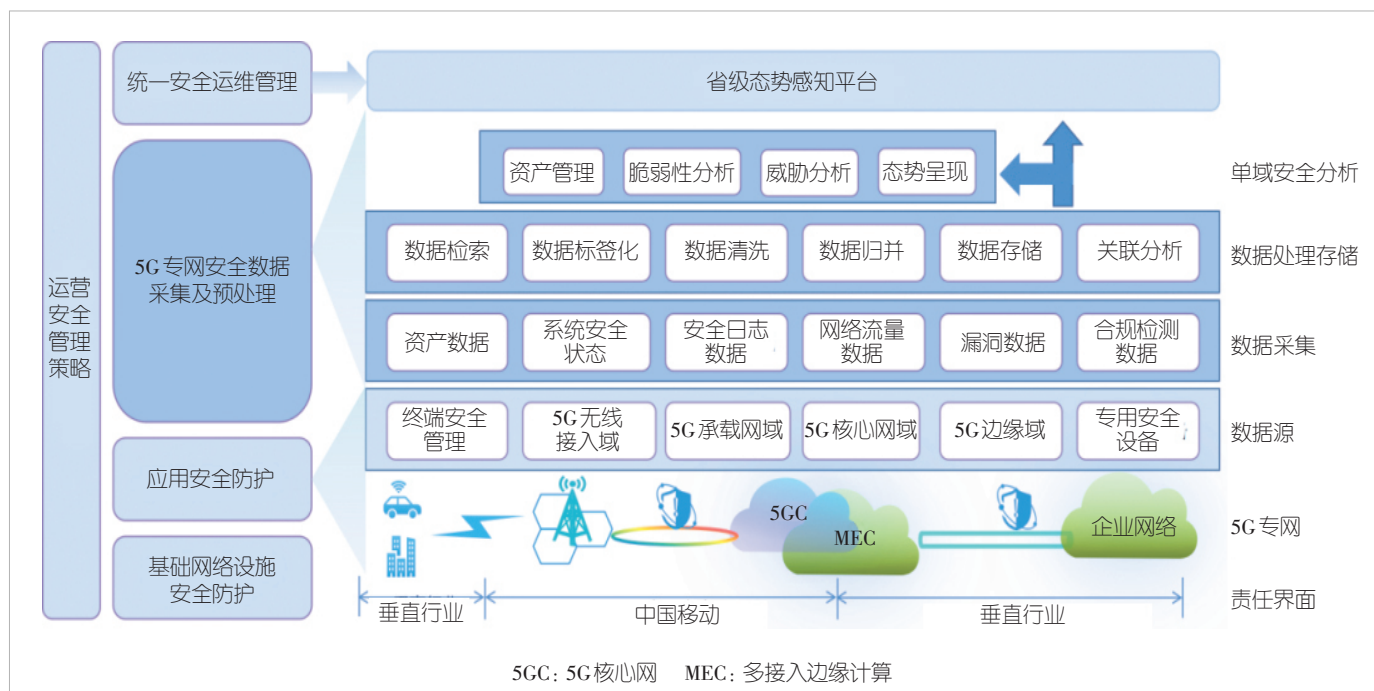 运营
安全
管理
策略
统一安全运维管理
5G专网安全数据
采集及预处理
应用安全防护
基础网络设施
安全防护
省级态势感知平台
资产管理
脆弱性分析
威胁分析
态势呈现
单域安全分析
数据检索
数据标签化
数据清洗
数据归并
数据存储
关联分析
数据处理存储
资产数据
系统安全
状态
安全日志
数据
网络流量
数据
漏洞数据
合规检测
数据
数据采集
终端安全
管理
5G无线
接入域
5G承载网域
5G核心网域
5G边缘域
专用安全
设备
数据源
5GC
MEC
企业网络
5G专网
垂直行业
中国移动
垂直行业
责任界面
5GC：5G核心网 MEC：多接入边缘计算